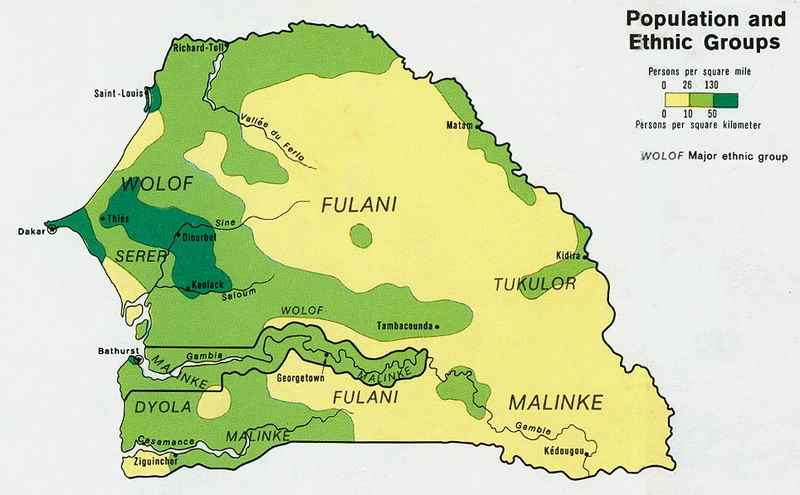 Population and
Ethnic Groups
Persons per square mile
0 26 130
0 10 50
Persons per square kilometer
WOLOF Major ethnic group
Richard-Toll
Saint-Louis
Vallée du Ferlo
Matam
WOLOF
FULANI
Dakar
Thiès
Sine
Diourbel
SERER
Kidira
TUKULOR
Kaolack
Saloum
WOLOF
Tambacounda
Bathurst
Gambia
MALINKE
Georgetown
MALINKE
DYOLA
FULANI
MALINKE
MALINKE
Gambie
Casamance
Ziguinchor
Kédougou